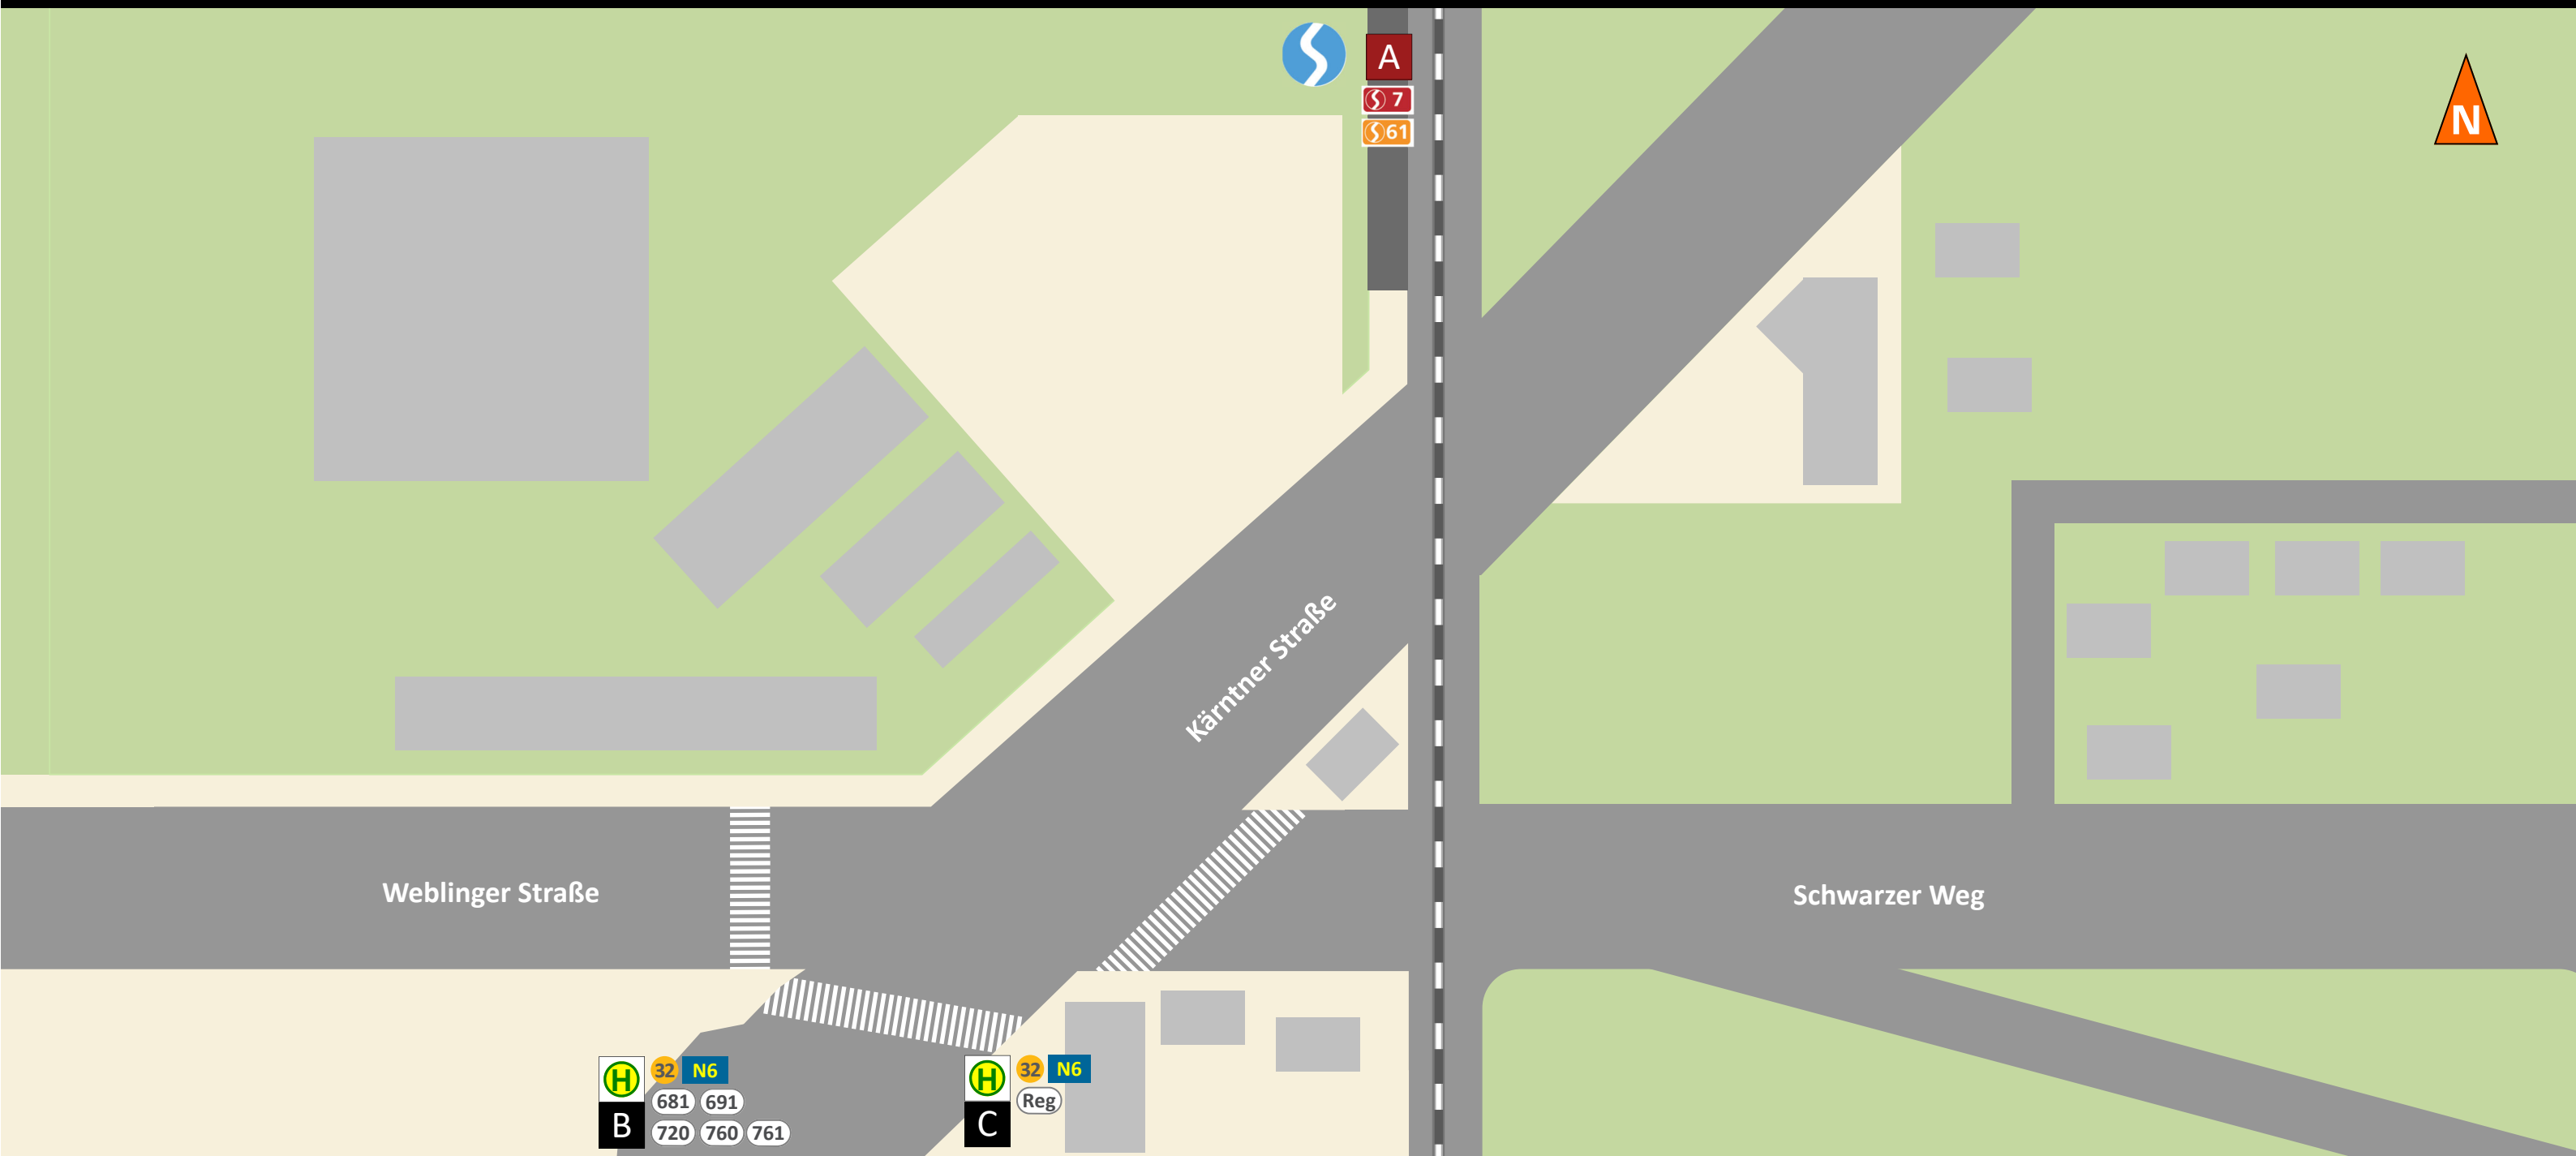 A
S 7
S 61
N
Kärntner Straße
Weblinger Straße
Schwarzer Weg
H
32 N6
681 691
B
720 760 761
H
32 N6
Reg
C